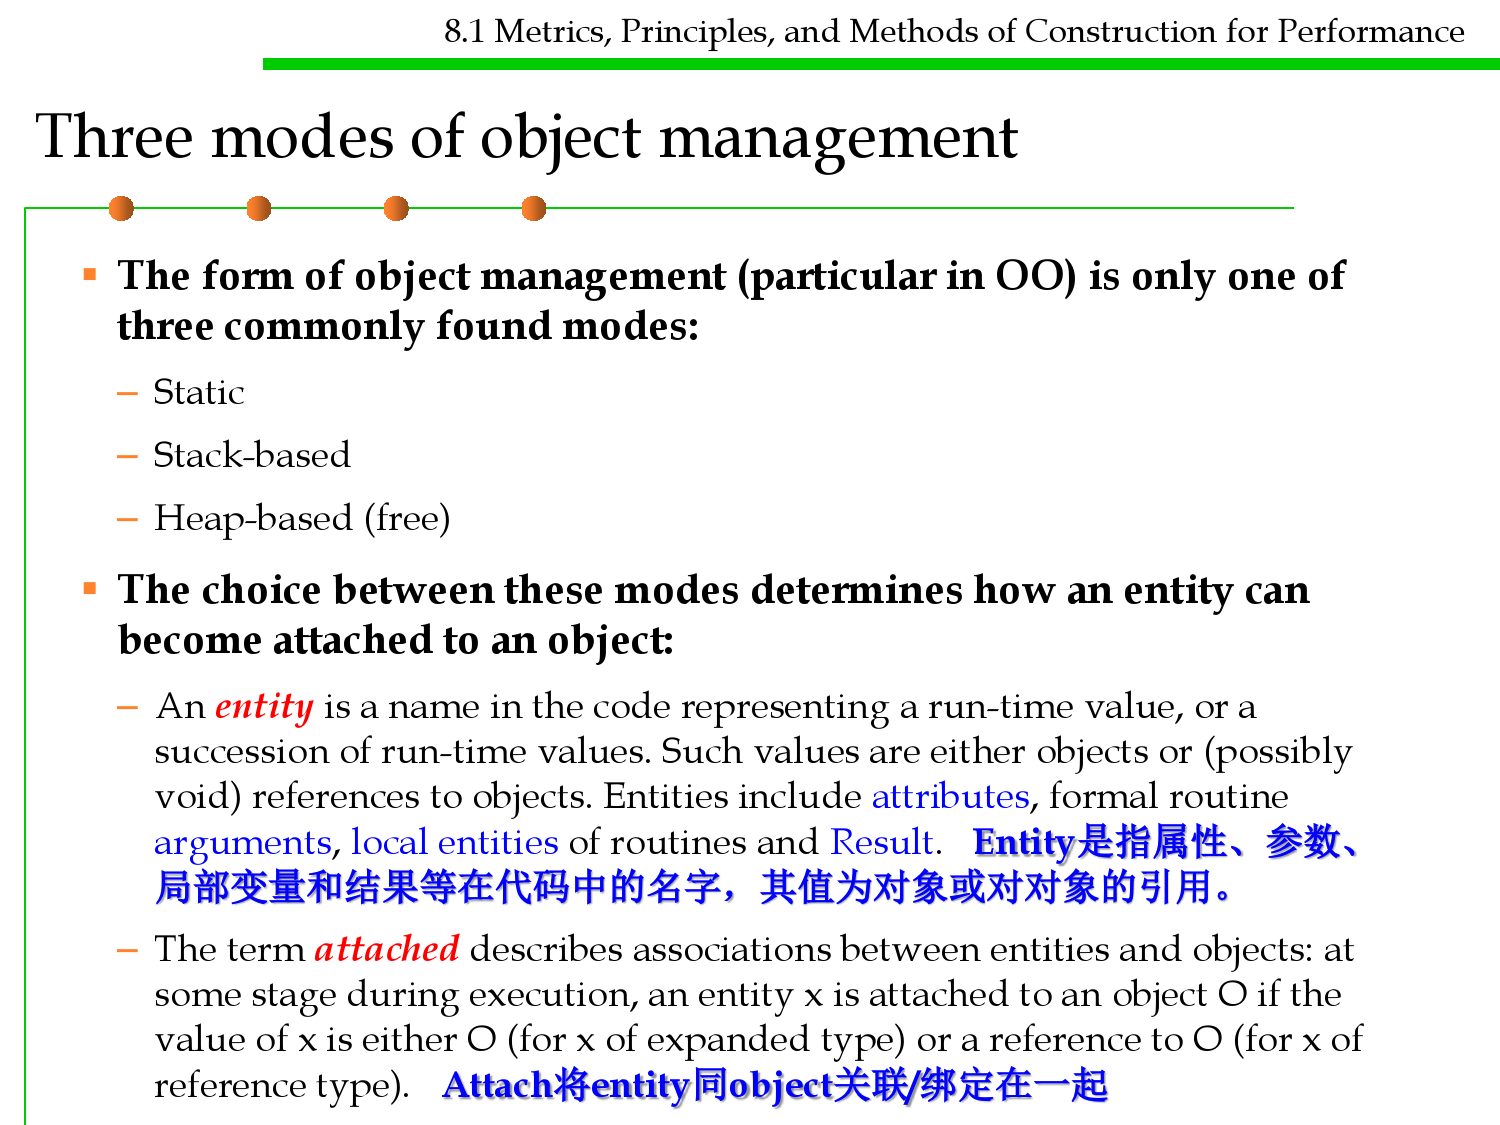 8.1 Metrics, Principles, and Methods of Construction for Performance
Three modes of object management
▪ The form of object management (particular in OO) is only one of
three commonly found modes:
– Static
– Stack-based
– Heap-based (free)
▪ The choice between these modes determines how an entity can
become attached to an object:
– An entity is a name in the code representing a run-time value, or a
succession of run-time values. Such values are either objects or (possibly
void) references to objects. Entities include attributes, formal routine
arguments, local entities of routines and Result. Entity是指属性、参数、
局部变量和结果等在代码中的名字，其值为对象或对对象的引用。
– The term attached describes associations between entities and objects: at
some stage during execution, an entity x is attached to an object O if the
value of x is either O (for x of expanded type) or a reference to O (for x of
reference type). Attach将entity同object关联/绑定在一起